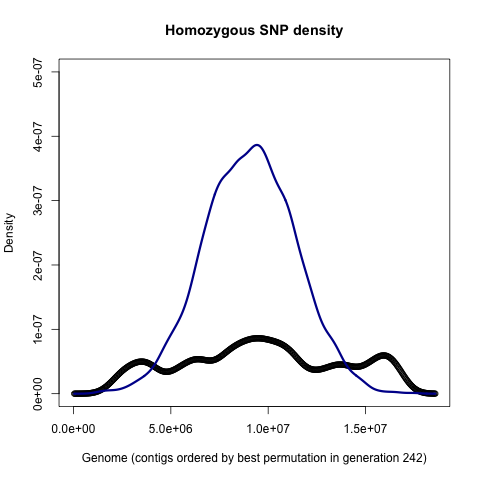 Homozygous SNP density
Density
5e-07
4e-07
3e-07
2e-07
1e-07
0e+00
0.0e+00 5.0e+06 1.0e+07 1.5e+07
Genome (contigs ordered by best permutation in generation 242)